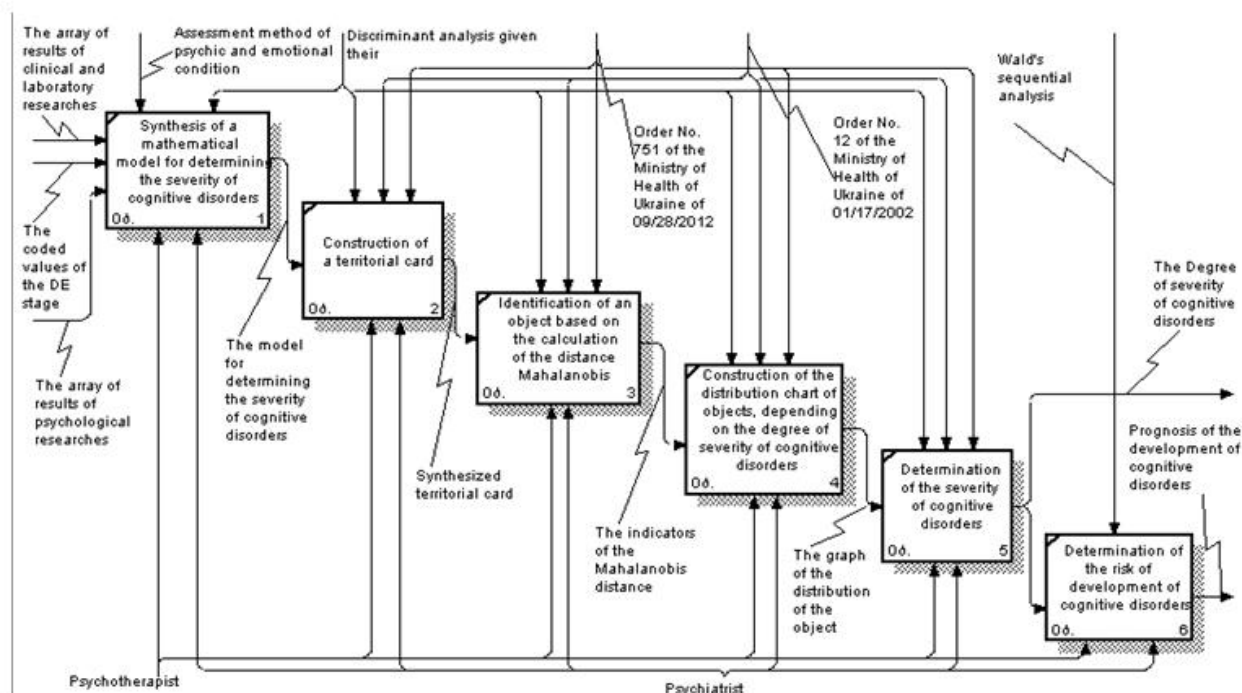 The array of
results of
clinical and
laboratory
researches
Assessment method of
psychic and emotional
condition
Discriminant analysis given
their
Wald's
sequential
analysis
Order No.
751 of the
Ministry of
Health of
Ukraine of
09/28/2012
Order No.
12 of the
Ministry of
Health of
Ukraine of
01/17/2002
Synthesis of a
mathematical
model for determining
the severity of
cognitive disorders
0δ. 1
The
coded
values of
the DE
stage
The array of
results of
psychological
researches
Construction of
a territorial card
0δ. 2
The model
for
determining
the severity
of cognitive
disorders
Identification of an
object based on
the calculation
of the distance
Mahalanobis
0δ. 3
Synthesized
territorial card
Construction of the
distribution chart of
objects, depending
on the degree of
severity of cognitive
disorders
0δ. 4
The indicators
of the
Mahalanobis
distance
Determination
of the severity
of cognitive
disorders
0δ. 5
The graph
of the
distribution
of the
object
The Degree
of severity
of cognitive
disorders
Prognosis of the
development of
cognitive
disorders
Determination of
the risk of
development of
cognitive disorders
0δ. 6
Psychotherapist
Psychiatrist